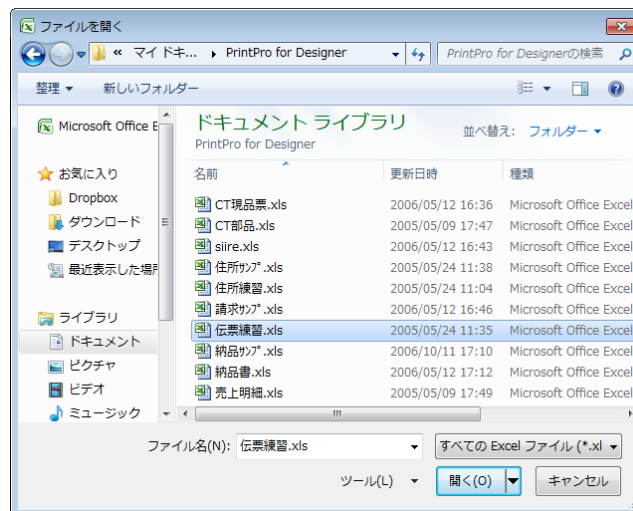 ファイルを開く
« マイ ドキ... ▸ PrintPro for Designer PrintPro for Designerの検索
整理 新しいフォルダー
Microsoft Office E
お気に入り
Dropbox
ダウンロード
デスクトップ
最近表示した場所
ライブラリ
ドキュメント
ピクチャ
ビデオ
ミュージック
ドキュメント ライブラリ
PrintPro for Designer
並べ替え: フォルダー
名前 更新日時 種類
CT現品票.xls 2006/05/12 16:36 Microsoft Office Excel
CT部品.xls 2005/05/09 17:47 Microsoft Office Excel
siire.xls 2006/05/12 16:43 Microsoft Office Excel
住所ｻﾝﾌﾟ.xls 2005/05/24 11:38 Microsoft Office Excel
住所練習.xls 2005/05/24 11:04 Microsoft Office Excel
請求ｻﾝﾌﾟ.xls 2006/05/12 16:46 Microsoft Office Excel
伝票練習.xls 2005/05/24 11:35 Microsoft Office Excel
納品ｻﾝﾌﾟ.xls 2006/10/11 17:10 Microsoft Office Excel
納品書.xls 2006/05/12 17:12 Microsoft Office Excel
売上明細.xls 2005/05/09 17:49 Microsoft Office Excel
ファイル名(N): 伝票練習.xls すべての Excel ファイル (*.xl
ツール(L) 開く(O) キャンセル